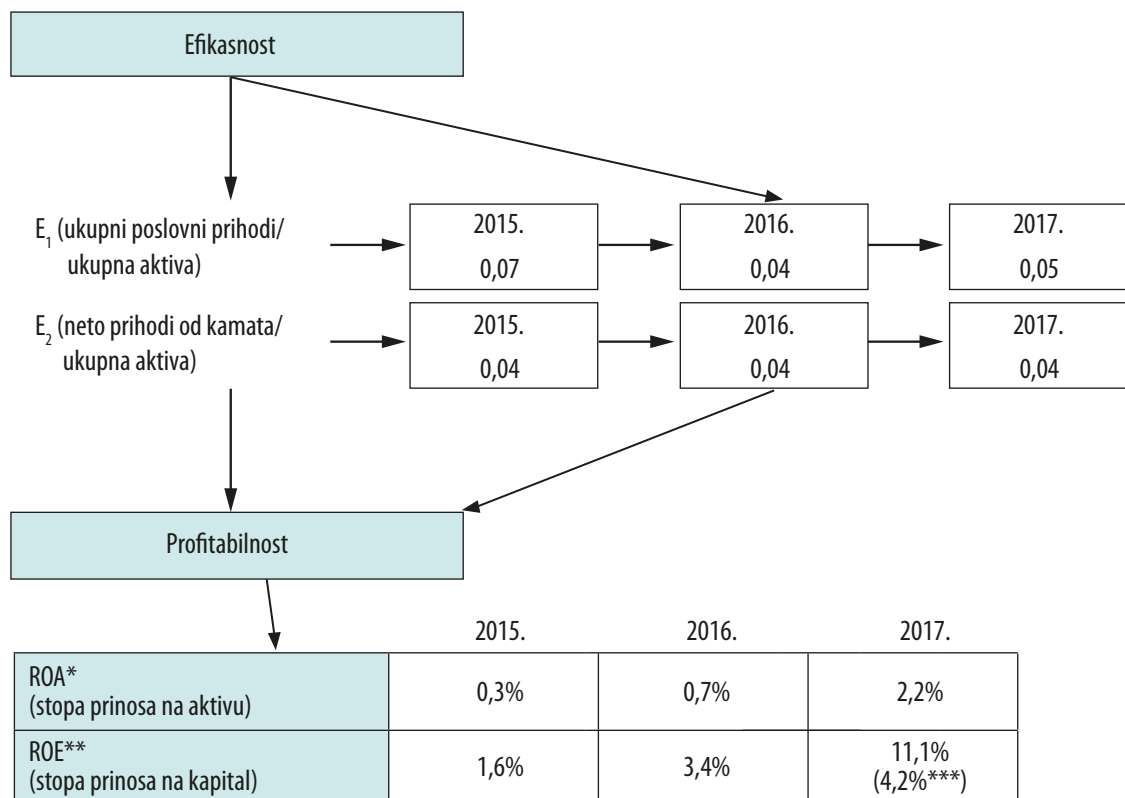 Efikasnost
E₁ (ukupni poslovni prihodi/
ukupna aktiva)
2015.
0,07
2016.
0,04
2017.
0,05
E₂ (neto prihodi od kamata/
ukupna aktiva)
2015.
0,04
2016.
0,04
2017.
0,04
Profitabilnost
2015. 2016. 2017.
ROA*
(stopa prinosa na aktivu)
0,3% 0,7% 2,2%
ROE**
(stopa prinosa na kapital)
1,6% 3,4% 11,1%
(4,2%***)